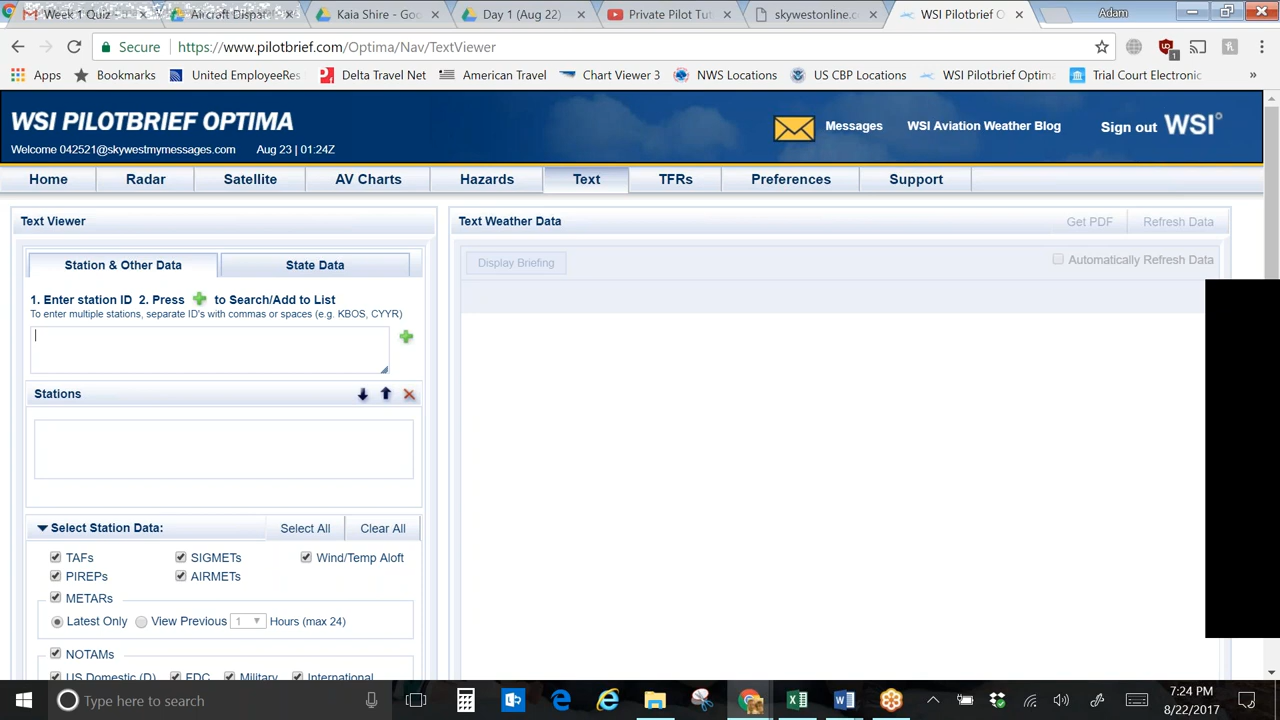 Week 1 Quiz -
Aircraft Dispat
Kaia Shire - Goo
Day 1 (Aug 22)
Private Pilot T
skywestonline.c
WSI Pilotbrief O
Adam
Secure
https://www.pilotbrief.com/Optima/Nav/TextViewer
Apps
Bookmarks
United EmployeeRes
Delta Travel Net
American Travel
Chart Viewer 3
NWS Locations
US CBP Locations
WSI Pilotbrief Optima
Trial Court Electronic
»
WSI PILOTBRIEF OPTIMA
Messages
WSI Aviation Weather Blog
Sign out
WSI
Welcome 042521@skywestmymessages.com Aug 23 | 01:24Z
Home
Radar
Satellite
AV Charts
Hazards
Text
TFRs
Preferences
Support
Text Viewer
Station & Other Data
State Data
1. Enter station ID 2. Press to Search/Add to List
To enter multiple stations, separate ID's with commas or spaces (e.g. KBOS, CYYR)
Stations
Select Station Data:
Select All
Clear All
TAFs
SIGMETs
Wind/Temp Aloft
PIREPs
AIRMETs
METARs
Latest Only
View Previous
1
Hours (max 24)
NOTAMs
US Domestic (D)
FDC
Military
International
Text Weather Data
Get PDF
Refresh Data
Display Briefing
Automatically Refresh Data
Type here to search
7:24 PM
8/22/2017